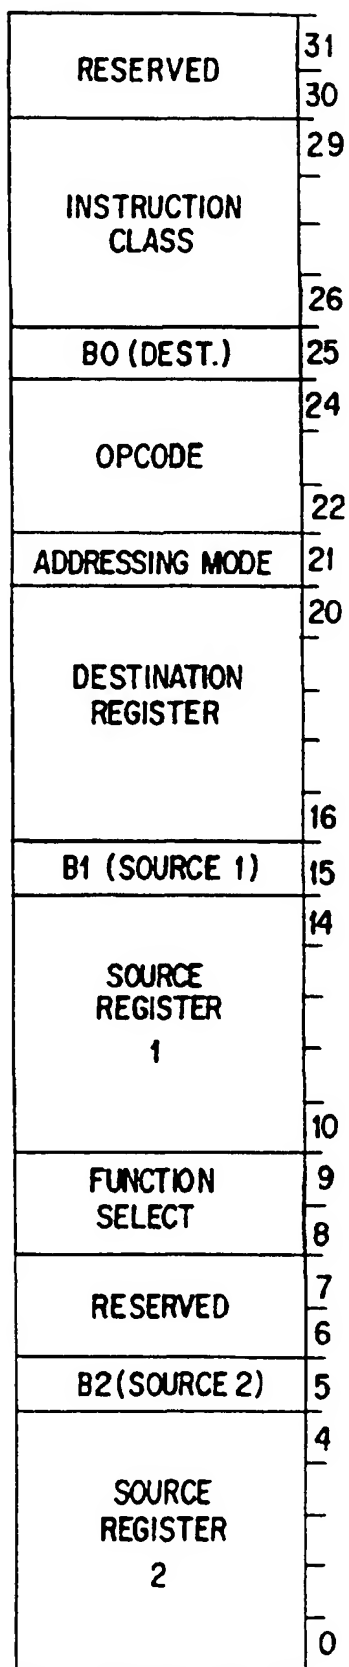 RESERVED
31
30
INSTRUCTION
CLASS
29
26
B0 (DEST.)
25
OPCODE
24
22
ADDRESSING MODE
21
DESTINATION
REGISTER
20
16
B1 (SOURCE 1)
15
SOURCE
REGISTER
1
14
10
FUNCTION
SELECT
9
8
RESERVED
7
6
B2 (SOURCE 2)
5
SOURCE
REGISTER
2
4
0